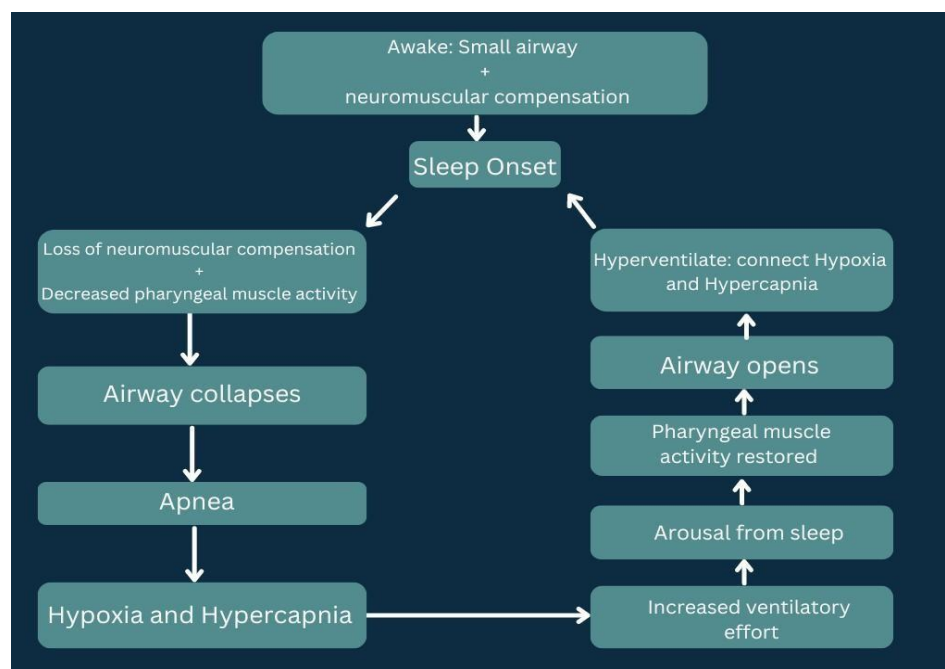 Awake: Small airway
+
neuromuscular compensation
Sleep Onset
Loss of neuromuscular compensation
+
Decreased pharyngeal muscle activity
Airway collapses
Apnea
Hypoxia and Hypercapnia
Increased ventilatory
effort
Arousal from sleep
Pharyngeal muscle
activity restored
Airway opens
Hyperventilate: connect Hypoxia
and Hypercapnia